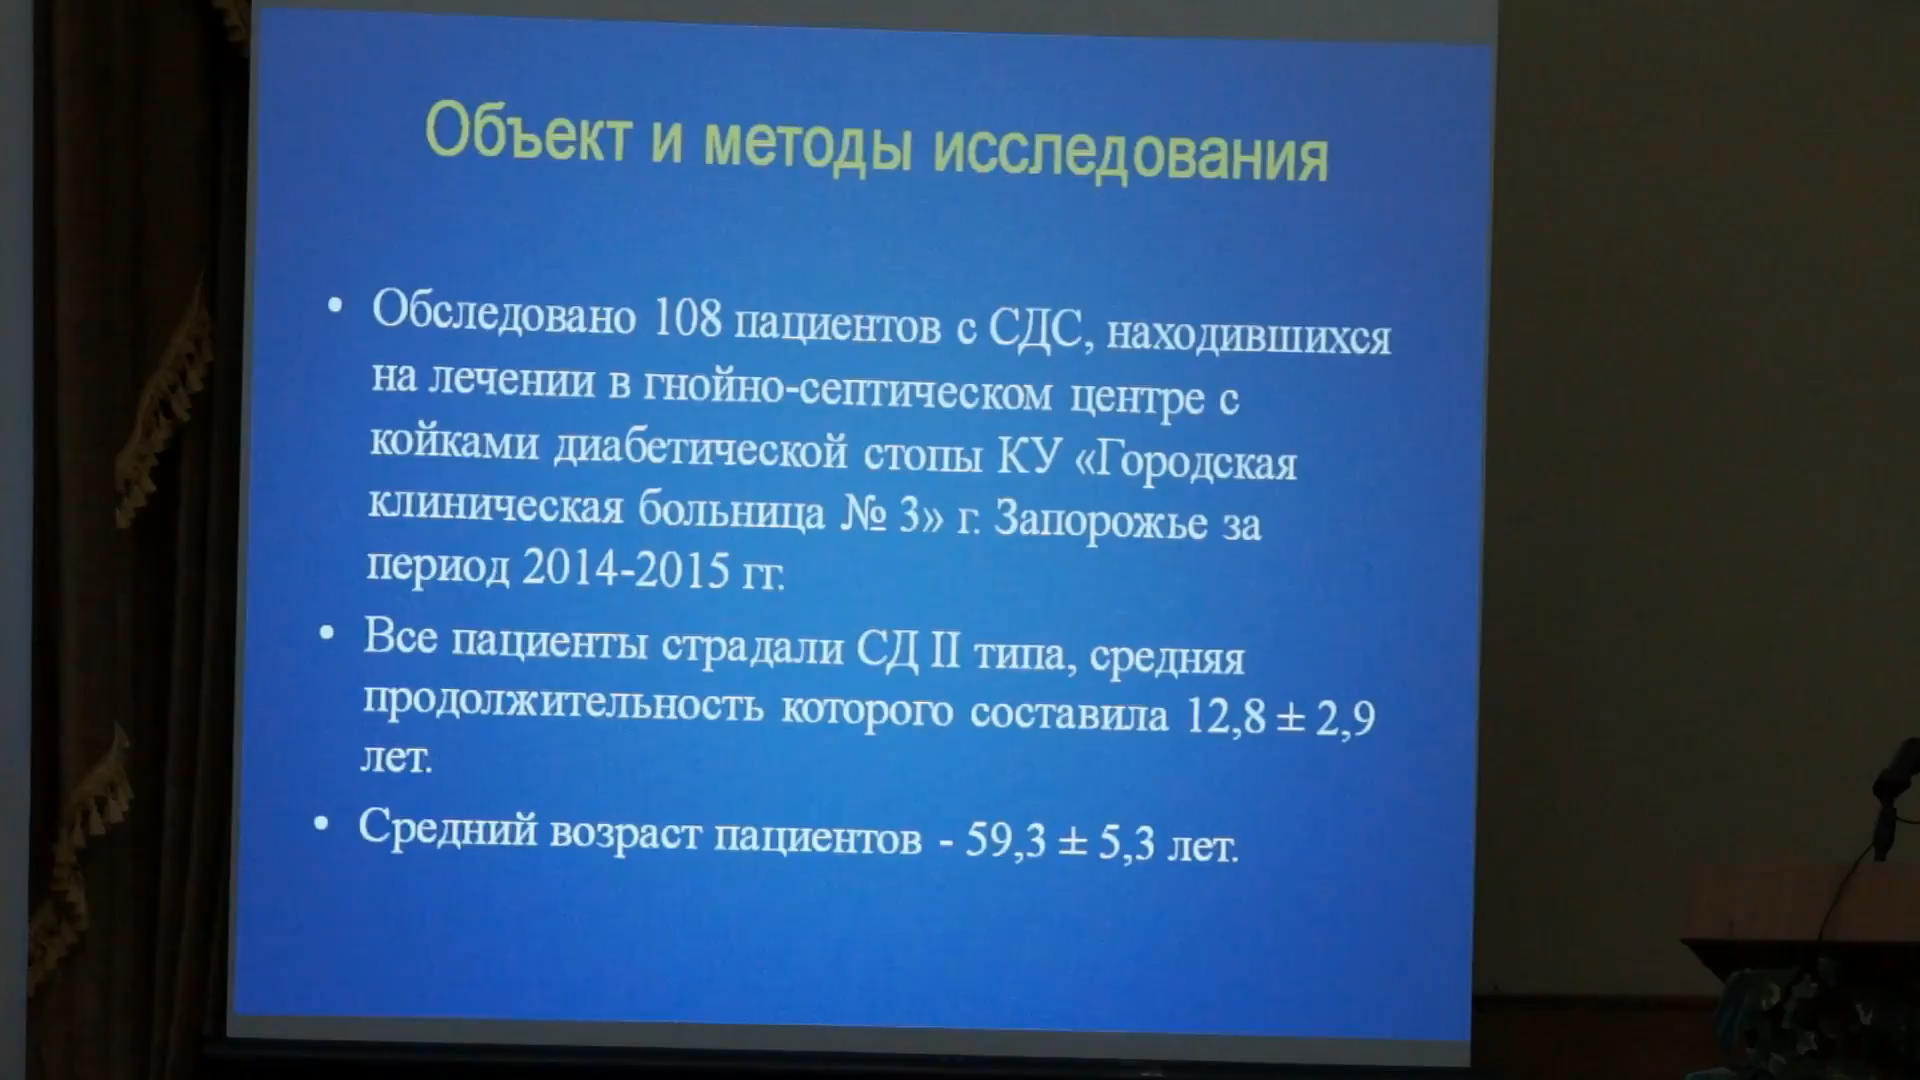 Объект и методы исследования
• Обследовано 108 пациентов с СДС, находившихся
на лечении в гнойно-септическом центре с
койками диабетической стопы КУ «Городская
клиническая больница № 3» г. Запорожье за
период 2014-2015 гг.
• Все пациенты страдали СД II типа, средняя
продолжительность которого составила 12,8 ± 2,9
лет.
• Средний возраст пациентов - 59,3 ± 5,3 лет.